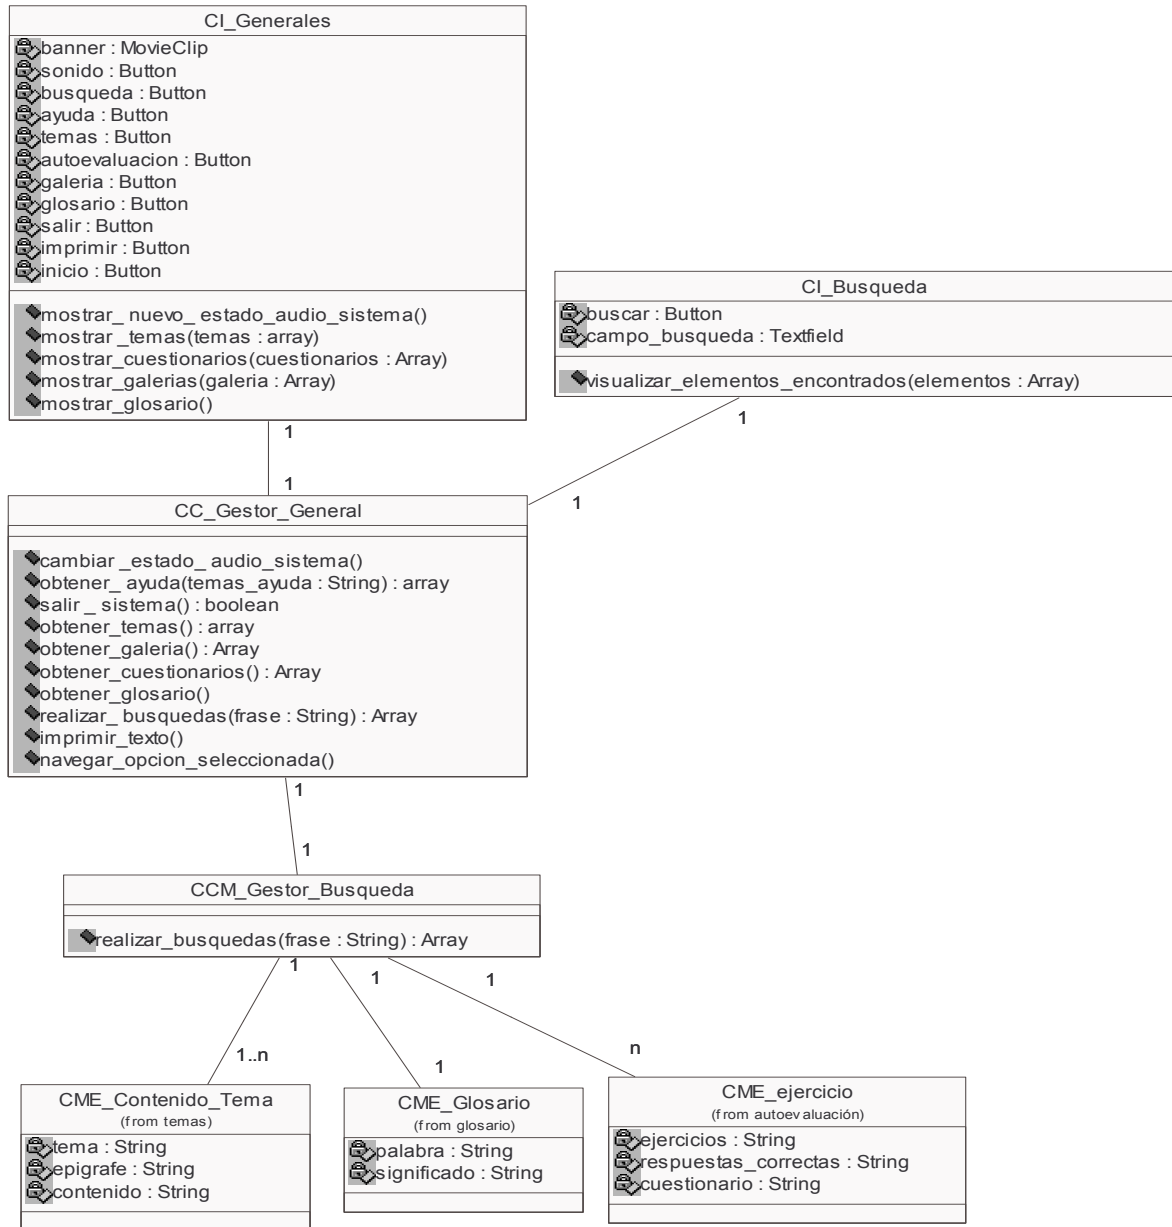 CI_Generales
banner : MovieClip
sonido : Button
busqueda : Button
ayuda : Button
temas : Button
autoevaluacion : Button
galeria : Button
glosario : Button
salir : Button
imprimir : Button
inicio : Button
mostrar_ nuevo_ estado_audio_sistema()
mostrar _temas(temas : array)
mostrar_cuestionarios(cuestionarios : Array)
mostrar_galerias(galeria : Array)
mostrar_glosario()
CI_Busqueda
buscar : Button
campo_busqueda : Textfield
visualizar_elementos_encontrados(elementos : Array)
1
1
1
1
CC_Gestor_General
cambiar _estado_ audio_sistema()
obtener_ ayuda(temas_ayuda : String) : array
salir _ sistema() : boolean
obtener_temas() : array
obtener_galeria() : Array
obtener_cuestionarios() : Array
obtener_glosario()
realizar_ busquedas(frase : String) : Array
imprimir_texto()
navegar_opcion_seleccionada()
1
1
CCM_Gestor_Busqueda
realizar_busquedas(frase : String) : Array
1
1
1
1..n
1
n
CME_Contenido_Tema
(from temas)
tema : String
epigrafe : String
contenido : String
CME_Glosario
(from glosario)
palabra : String
significado : String
CME_ejercicio
(from autoevaluación)
ejercicios : String
respuestas_correctas : String
cuestionario : String